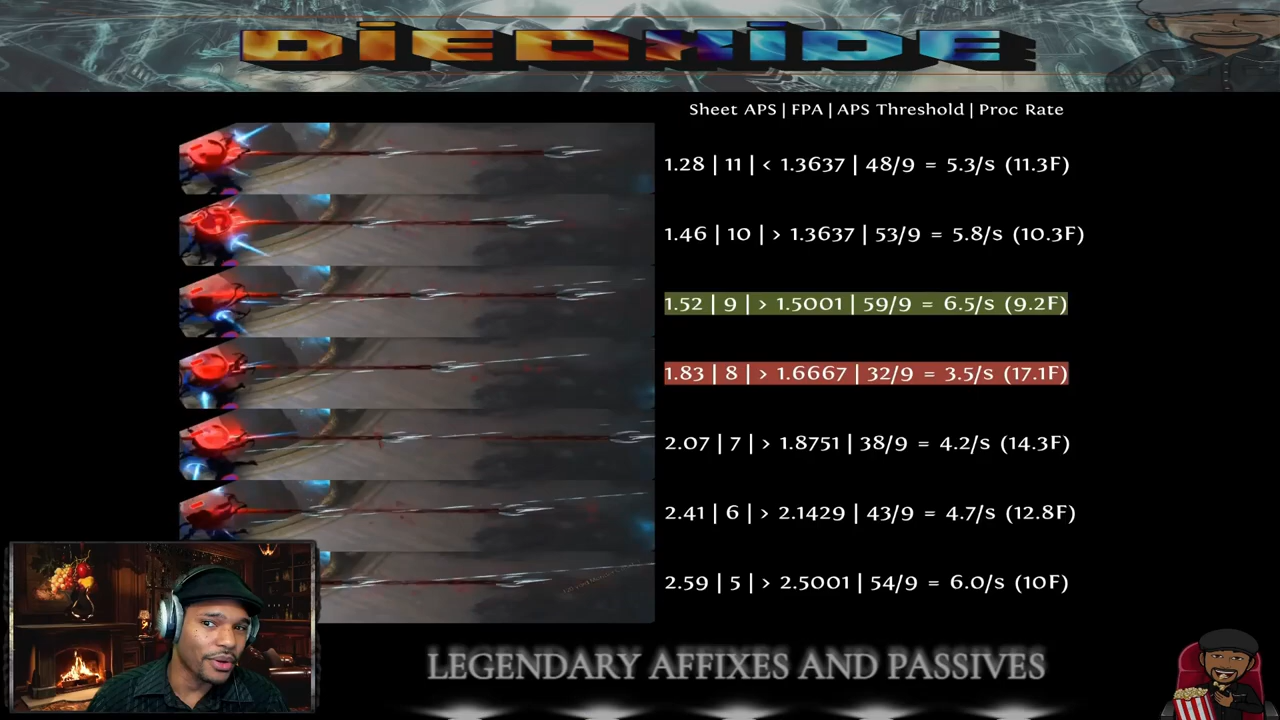 DiEOXIDE
Sheet APS | FPA | APS Threshold | Proc Rate
1.28 | 11 | < 1.3637 | 48/9 = 5.3/s (11.3F)
1.46 | 10 | > 1.3637 | 53/9 = 5.8/s (10.3F)
1.52 | 9 | > 1.5001 | 59/9 = 6.5/s (9.2F)
1.83 | 8 | > 1.6667 | 32/9 = 3.5/s (17.1F)
2.07 | 7 | > 1.8751 | 38/9 = 4.2/s (14.3F)
2.41 | 6 | > 2.1429 | 43/9 = 4.7/s (12.8F)
2.59 | 5 | > 2.5001 | 54/9 = 6.0/s (10F)
LEGENDARY AFFIXES AND PASSIVES